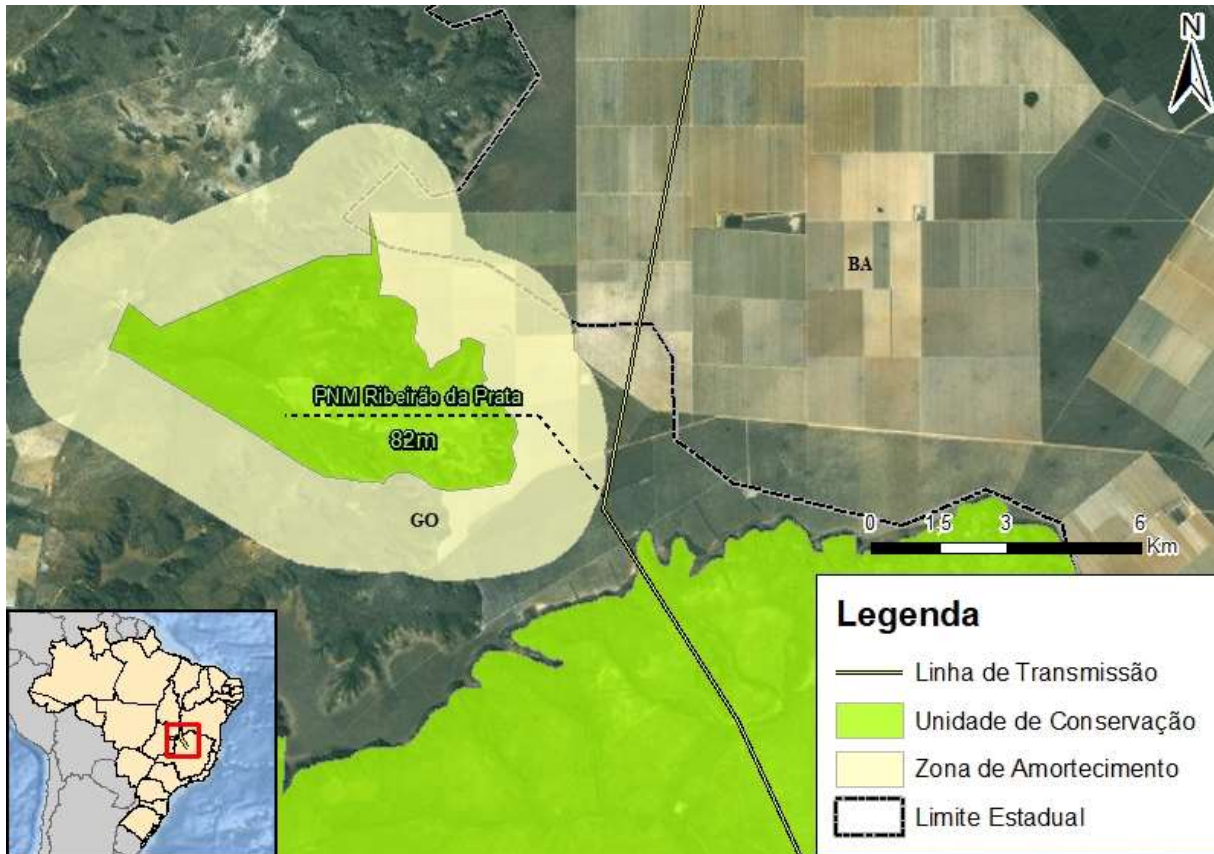 N
BA
PNM Ribeirão da Prata
82m
GO
0 1,5 3 6
Km
Legenda
Linha de Transmissão
Unidade de Conservação
Zona de Amortecimento
Limite Estadual